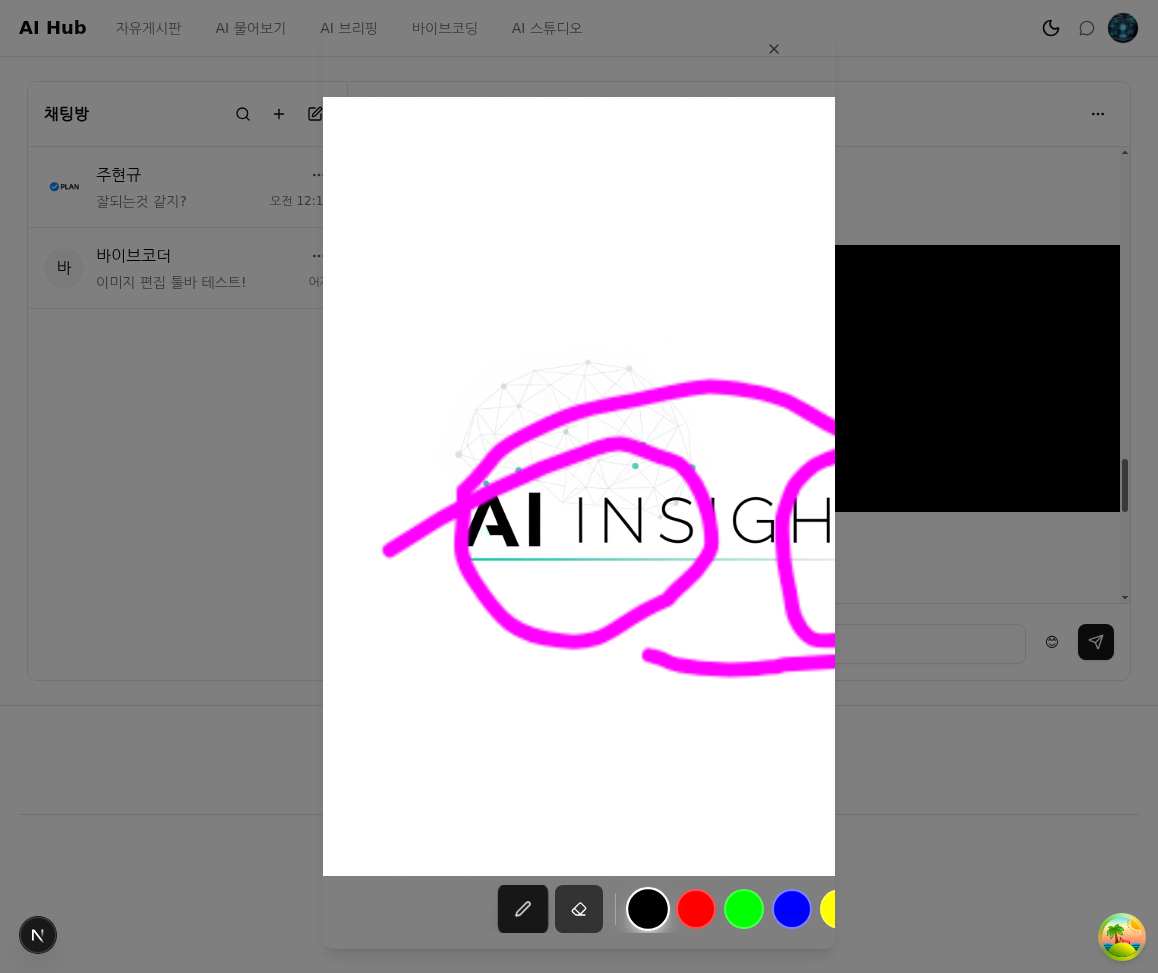 AI Hub 자유게시판 AI 물어보기 AI 브리핑 바이브코딩 AI 스튜디오
채팅방
PLAN 주현규
잘되는것 같지? 오전
바 바이브코더
이미지 편집 툴바 테스트!
AI INSIGH
N